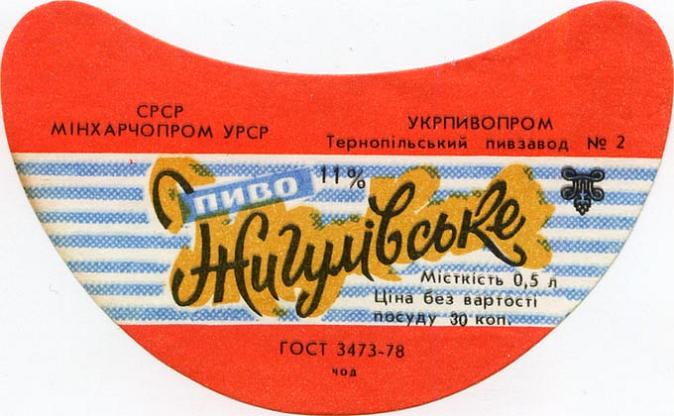 СРСР
МІНХАРЧОПРОМ УРСР
УКРПИВОПРОМ
Тернопільський пивзавод № 2
ПИВО 11%
Жигулівське
Місткість 0,5 л
Ціна без вартості
посуду 30 коп.
ГОСТ 3473-78
чод